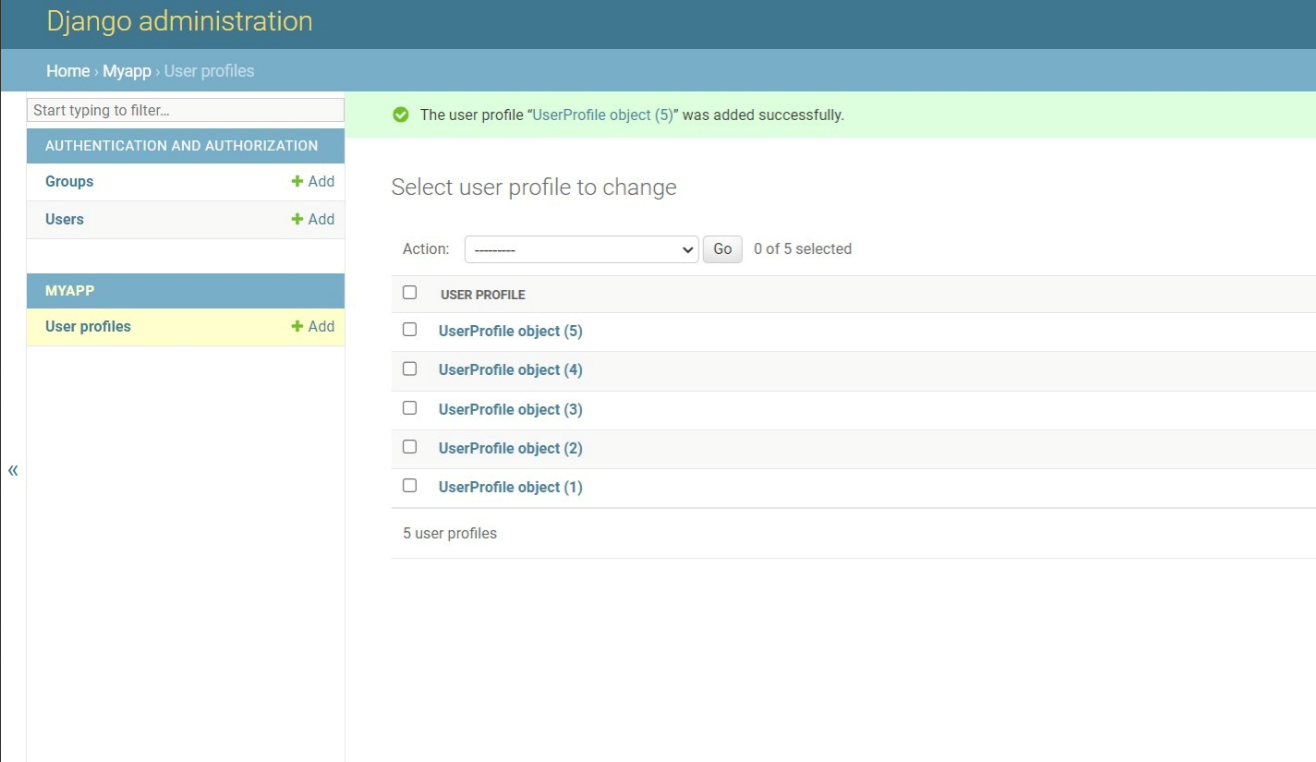 Django administration
Home › Myapp › User profiles
Start typing to filter...
AUTHENTICATION AND AUTHORIZATION
Groups + Add
Users + Add
MYAPP
User profiles + Add
«
The user profile “UserProfile object (5)” was added successfully.
Select user profile to change
Action: --------- Go 0 of 5 selected
USER PROFILE
UserProfile object (5)
UserProfile object (4)
UserProfile object (3)
UserProfile object (2)
UserProfile object (1)
5 user profiles